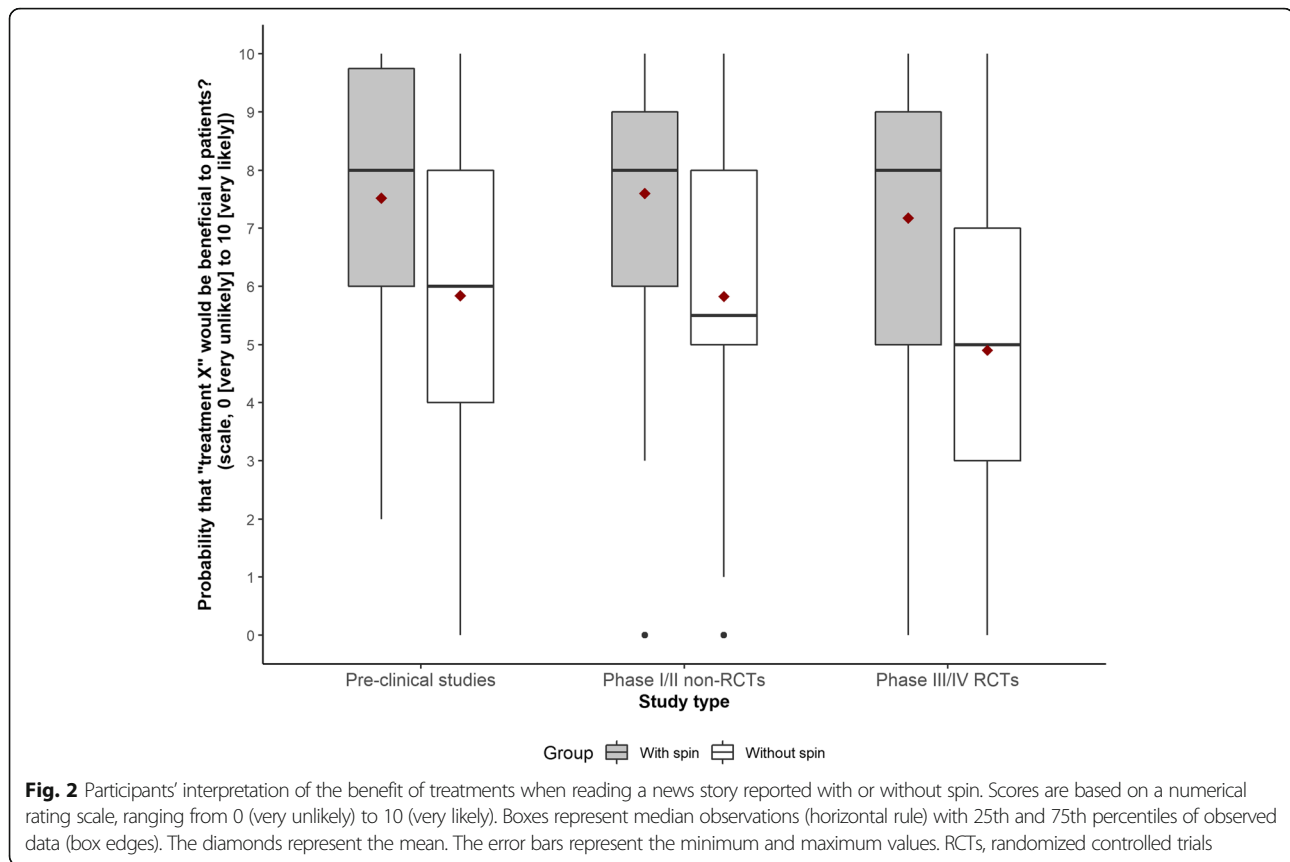 Probability that "treatment X" would be beneficial to patients?
(scale, 0 [very unlikely] to 10 [very likely])
10
9
8
7
6
5
4
3
2
1
0
Pre-clinical studies
Phase I/II non-RCTs
Phase III/IV RCTs
Study type
Group With spin Without spin
Fig. 2 Participants' interpretation of the benefit of treatments when reading a news story reported with or without spin. Scores are based on a numerical
rating scale, ranging from 0 (very unlikely) to 10 (very likely). Boxes represent median observations (horizontal rule) with 25th and 75th percentiles of observed
data (box edges). The diamonds represent the mean. The error bars represent the minimum and maximum values. RCTs, randomized controlled trials